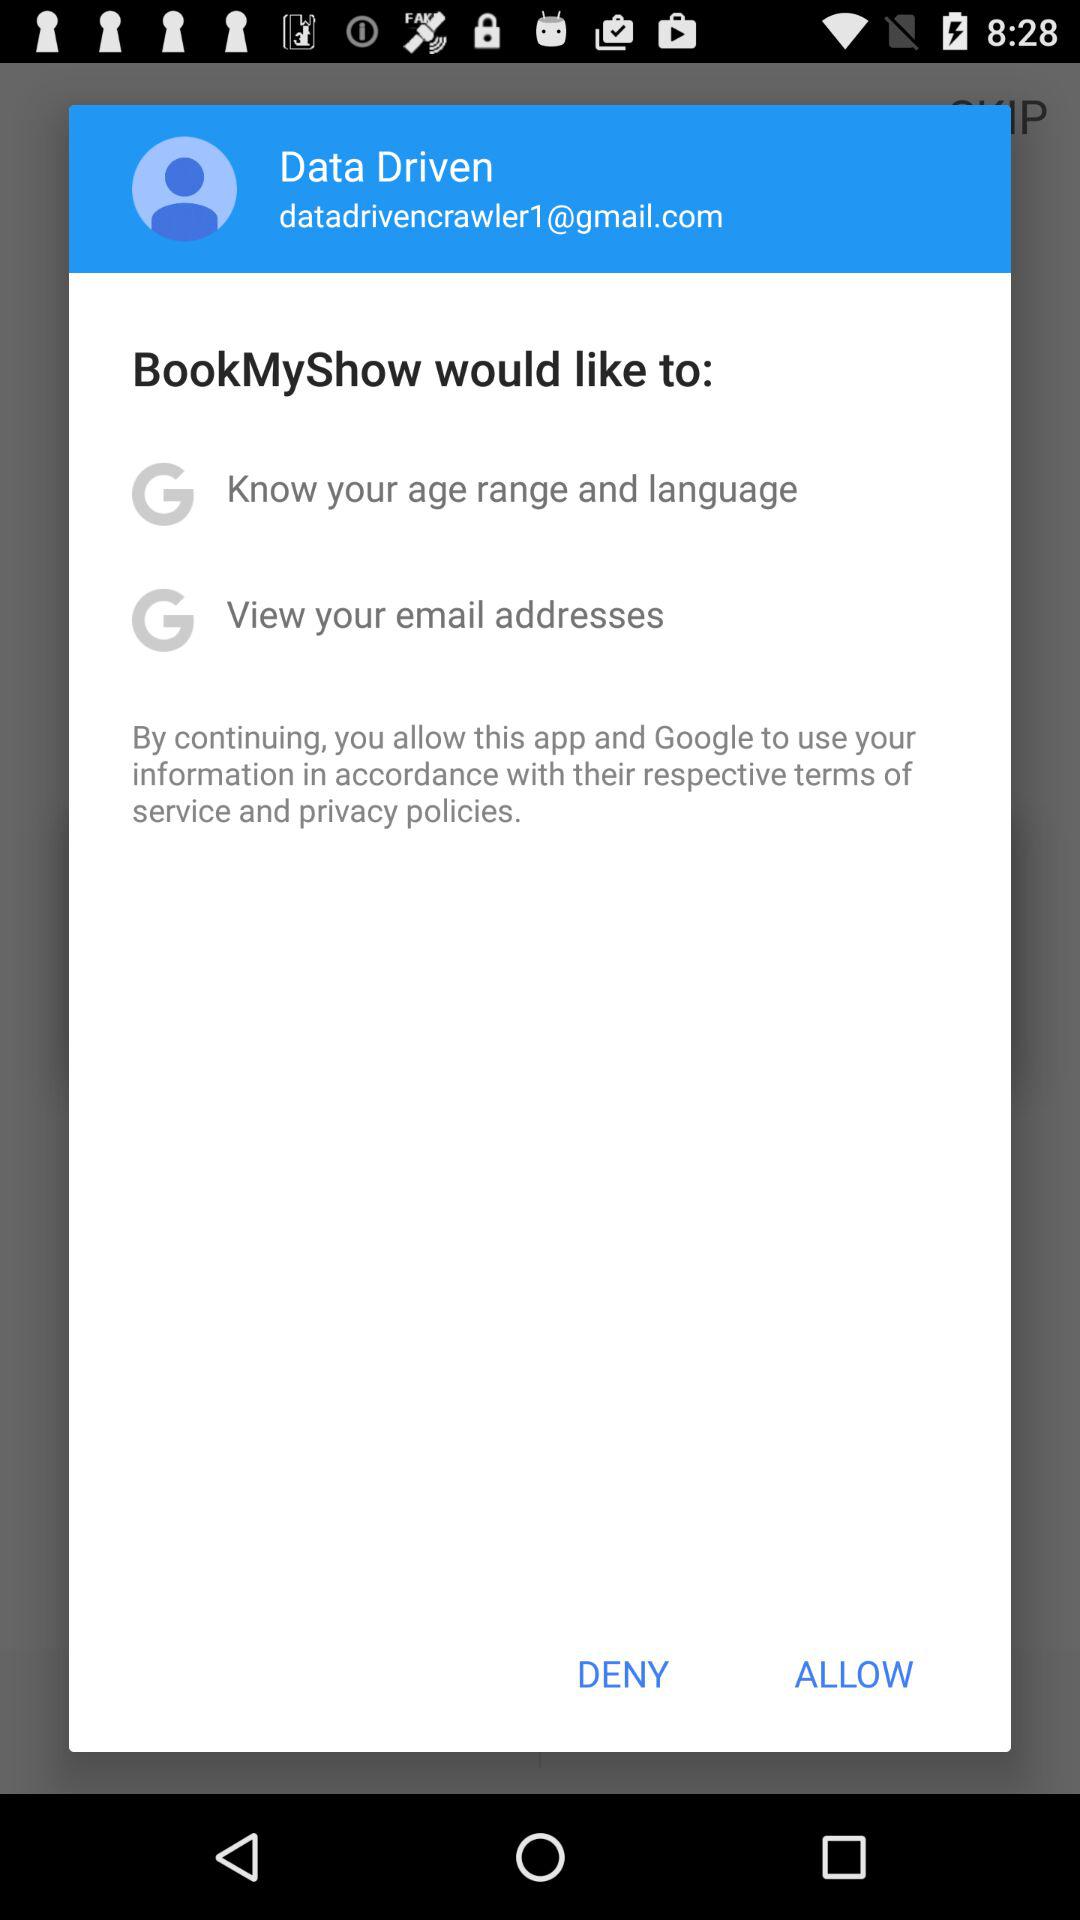 FAKE
8:28
SKIP
Data Driven
datadrivencrawler1@gmail.com
BookMyShow would like to:
Know your age range and language
View your email addresses
By continuing, you allow this app and Google to use your
information in accordance with their respective terms of
service and privacy policies.
DENY ALLOW